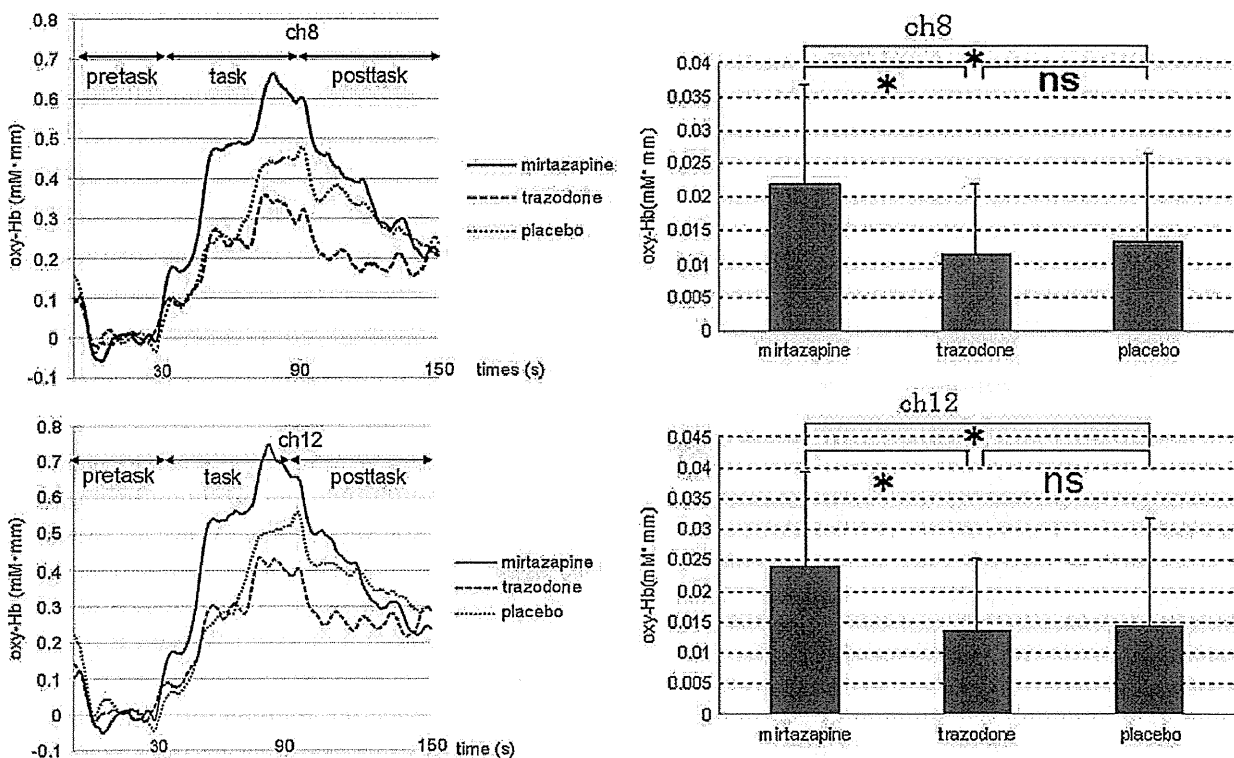 ch8
0.8
0.7
0.6
0.5
0.4
0.3
0.2
0.1
0
-0.1
pretask
task
posttask
oxy-Hb (mM·mm)
mirtazapine
trazodone
placebo
30
90
150
times (s)
ch8
*
*
ns
0.04
0.035
0.03
0.025
0.02
0.015
0.01
0.005
0
oxy-Hb(mM*mm)
mirtazapine
trazodone
placebo
ch12
0.8
0.7
0.6
0.5
0.4
0.3
0.2
0.1
0
-0.1
pretask
task
posttask
oxy-Hb (mM·mm)
mirtazapine
trazodone
placebo
30
90
150
time (s)
ch12
*
*
ns
0.045
0.04
0.035
0.03
0.025
0.02
0.015
0.01
0.005
0
oxy-Hb(mM*mm)
mirtazapine
trazodone
placebo